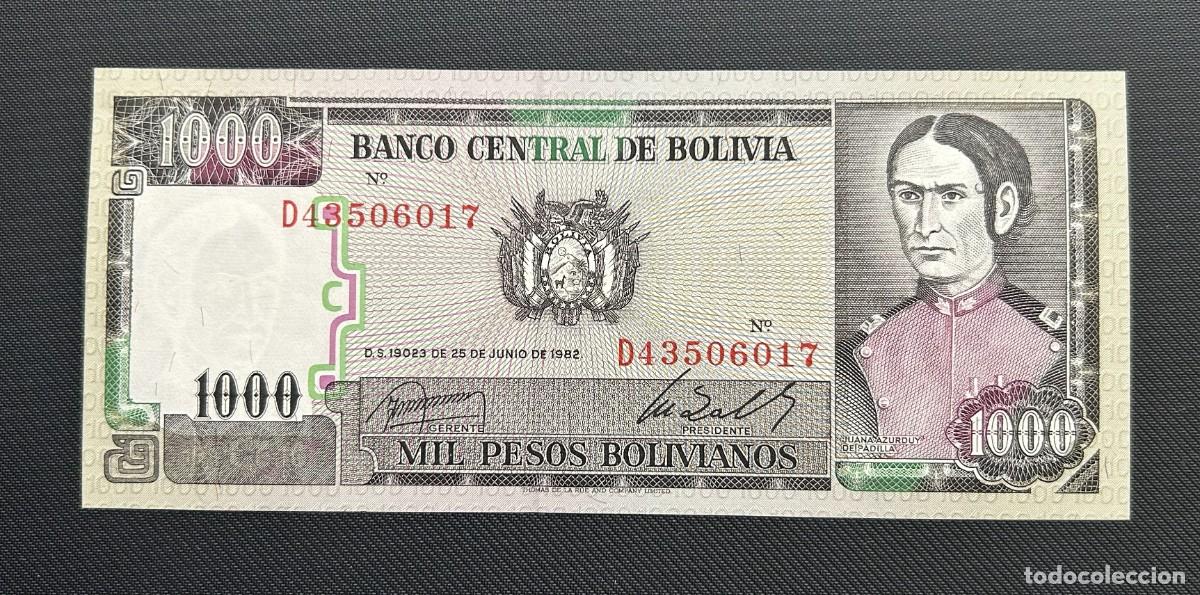 1000
BANCO CENTRAL DE BOLIVIA
Nº
D43506017
C
Nº
D.S. 19023 DE 25 DE JUNIO DE 1982
D43506017
1000
GERENTE
PRESIDENTE
MIL PESOS BOLIVIANOS
JUANA AZURDUY
DE PADILLA
1000
THOMAS DE LA RUE AND COMPANY LIMITED
todocoleccion